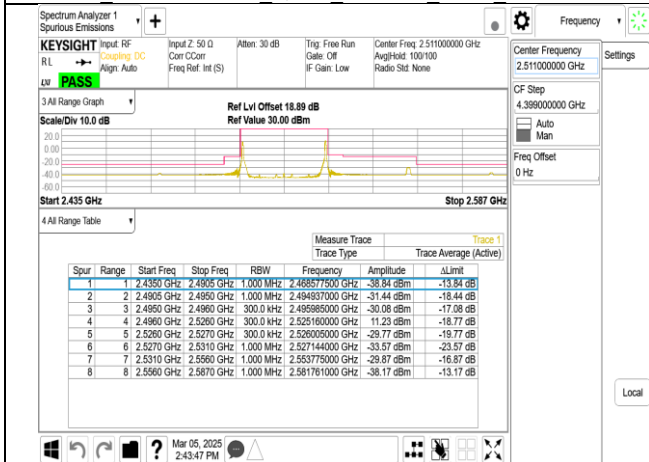 Spectrum Analyzer 1
Spurious Emissions
Frequency
KEYSIGHT Input: RF Input Z: 50 Ω Atten: 30 dB Trig: Free Run Center Freq: 2.511000000 GHz
RL Coupling: DC Corr CCorr Gate: Off Avg|Hold: 100/100
Align: Auto Freq Ref: Int (S) IF Gain: Low Radio Std: None
LXI PASS
Center Frequency
2.511000000 GHz
Settings
CF Step
4.399000000 GHz
Auto
Man
Freq Offset
0 Hz
3 All Range Graph
Ref Lvl Offset 18.89 dB
Scale/Div 10.0 dB Ref Value 30.00 dBm
20.0
0.00
-20.0
-40.0
-60.0
Start 2.435 GHz Stop 2.587 GHz
4 All Range Table
Measure Trace Trace 1
Trace Type Trace Average (Active)
Spur Range Start Freq Stop Freq RBW Frequency Amplitude ΔLimit
1 1 2.4350 GHz 2.4905 GHz 1.000 MHz 2.468577500 GHz -38.84 dBm -13.84 dB
2 2 2.4905 GHz 2.4950 GHz 1.000 MHz 2.494937000 GHz -31.44 dBm -18.44 dB
3 3 2.4950 GHz 2.4960 GHz 300.0 kHz 2.495985000 GHz -30.08 dBm -17.08 dB
4 4 2.4960 GHz 2.5260 GHz 300.0 kHz 2.525160000 GHz 11.23 dBm -18.77 dB
5 5 2.5260 GHz 2.5270 GHz 300.0 kHz 2.526005000 GHz -29.77 dBm -19.77 dB
6 6 2.5270 GHz 2.5310 GHz 1.000 MHz 2.527144000 GHz -33.57 dBm -23.57 dB
7 7 2.5310 GHz 2.5560 GHz 1.000 MHz 2.553775000 GHz -29.87 dBm -16.87 dB
8 8 2.5560 GHz 2.5870 GHz 1.000 MHz 2.581761000 GHz -38.17 dBm -13.17 dB
Local
Mar 05, 2025
2:43:47 PM